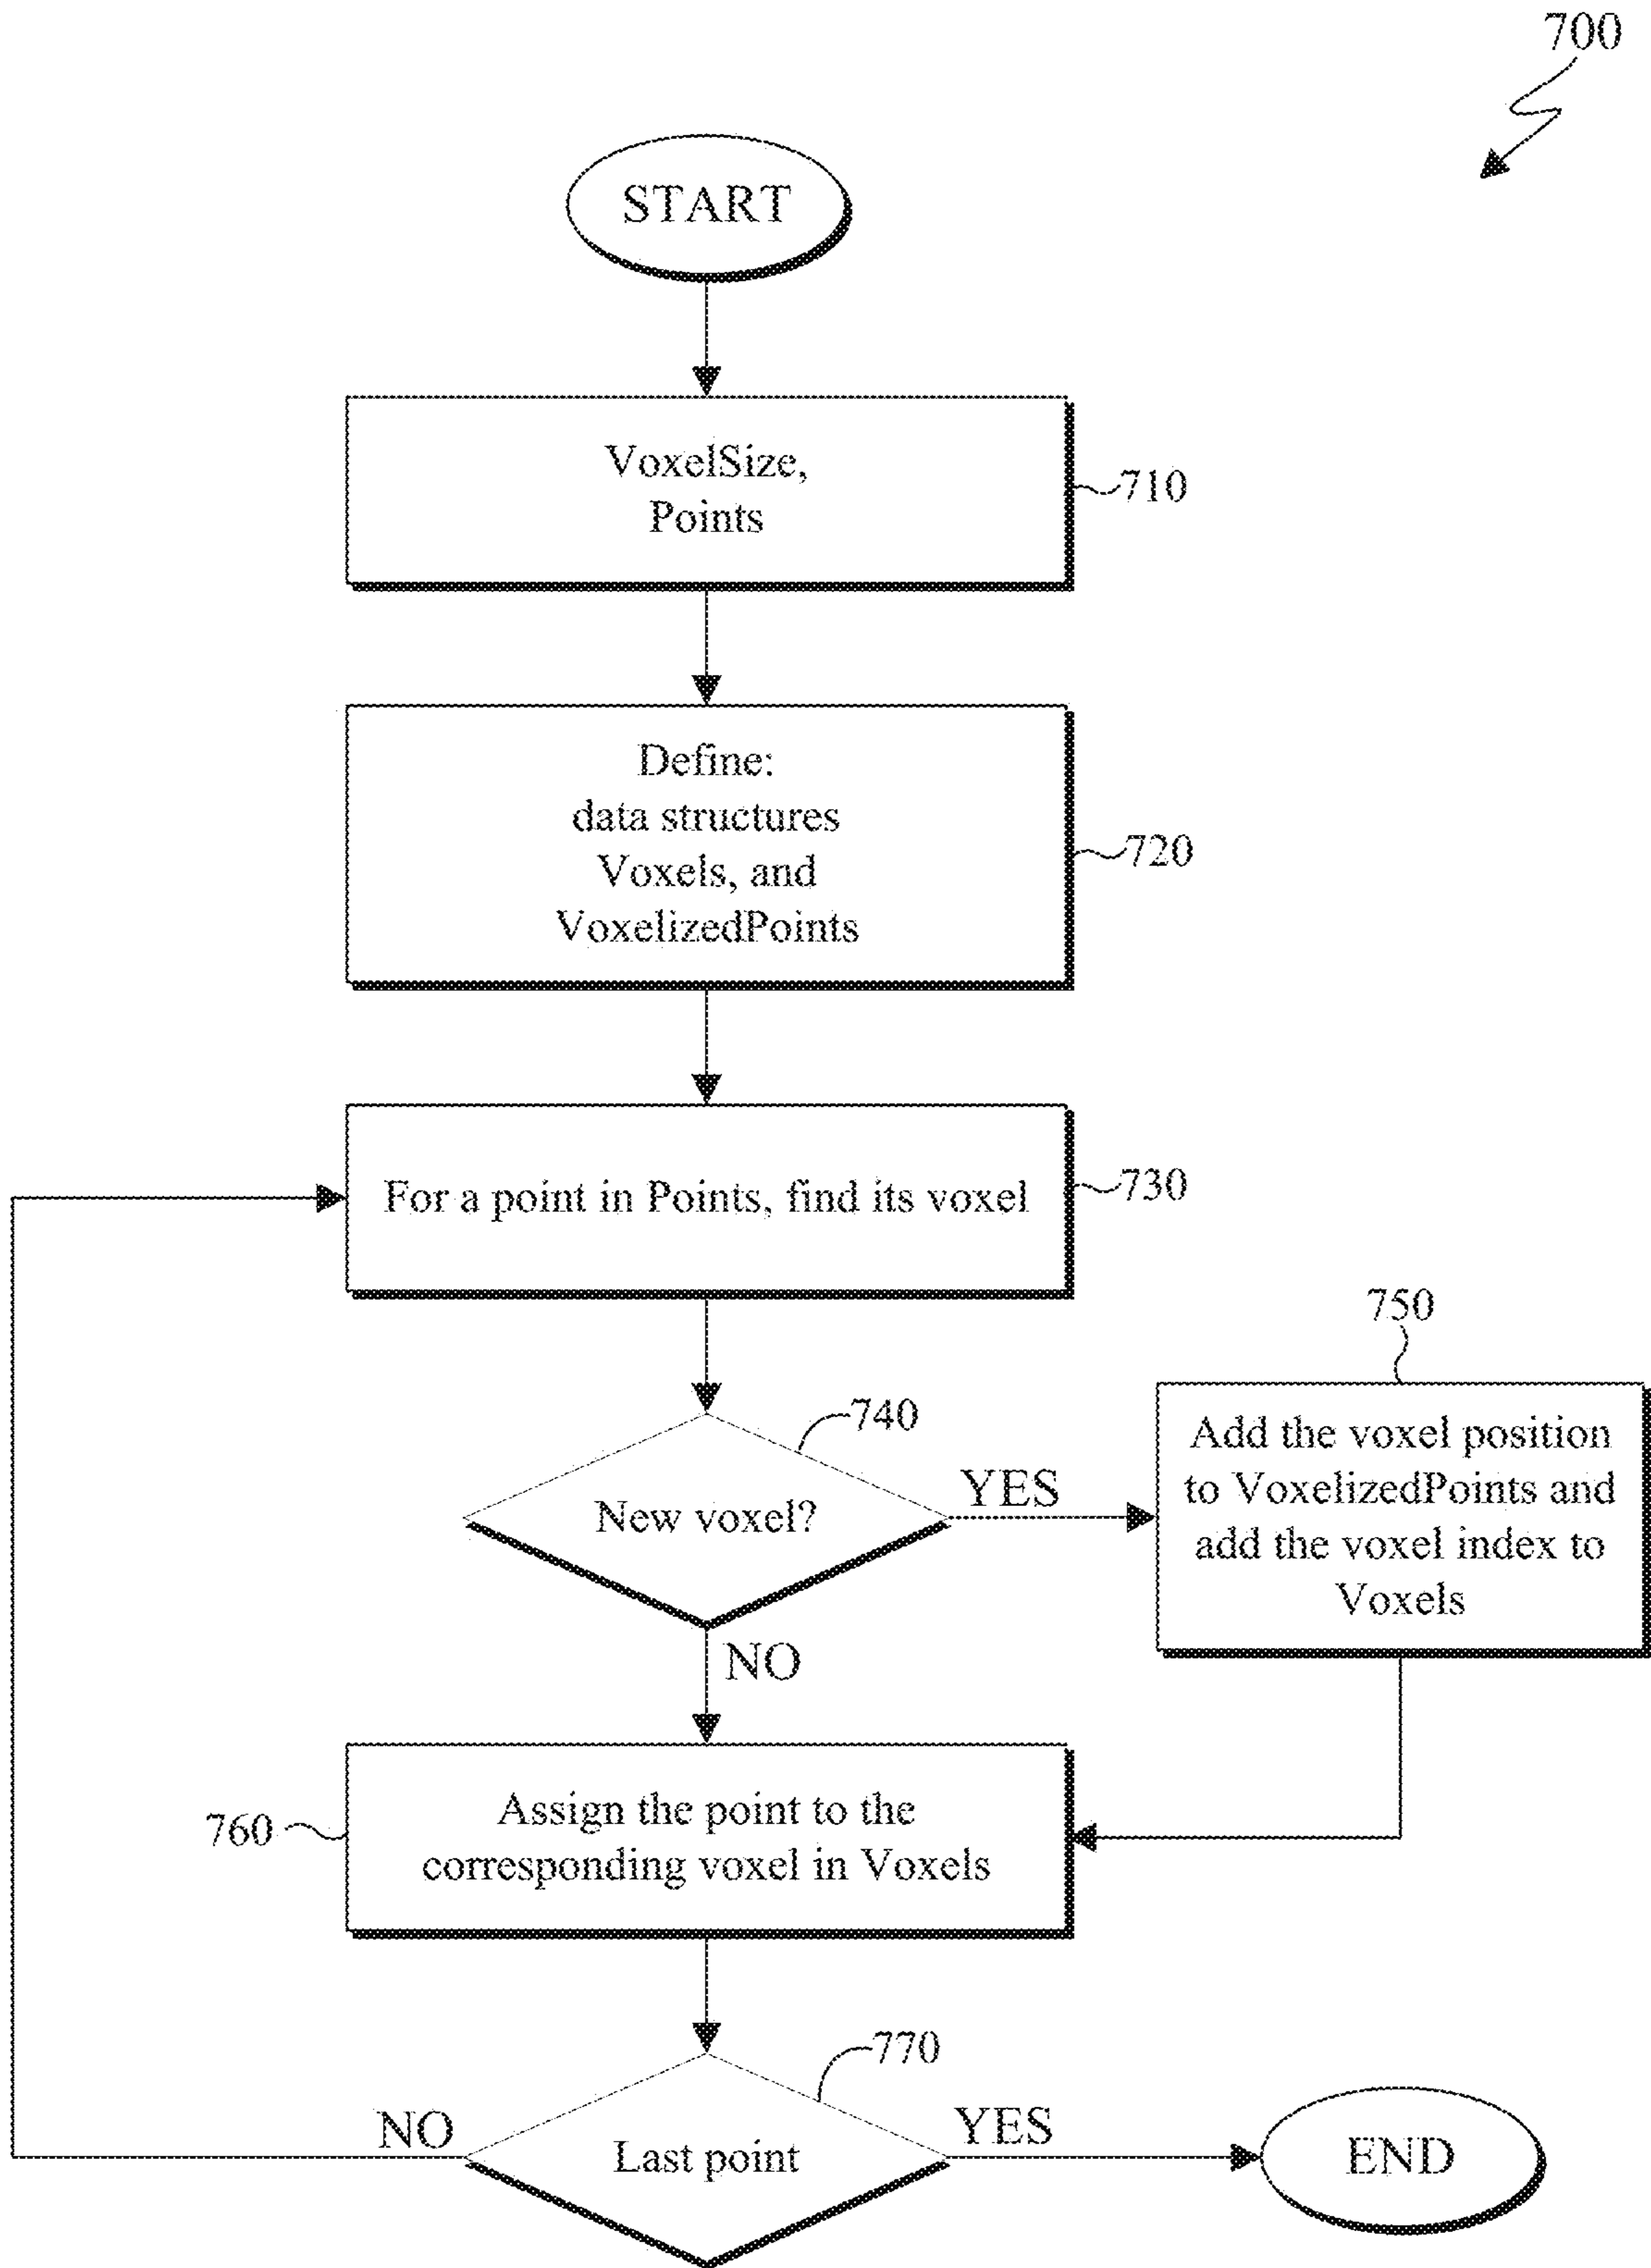 700
START
VoxelSize,
Points
710
Define:
data structures
Voxels, and
VoxelizedPoints
720
For a point in Points, find its voxel
730
740
New voxel?
YES
NO
750
Add the voxel position
to VoxelizedPoints and
add the voxel index to
Voxels
760
Assign the point to the
corresponding voxel in Voxels
770
Last point
NO
YES
END